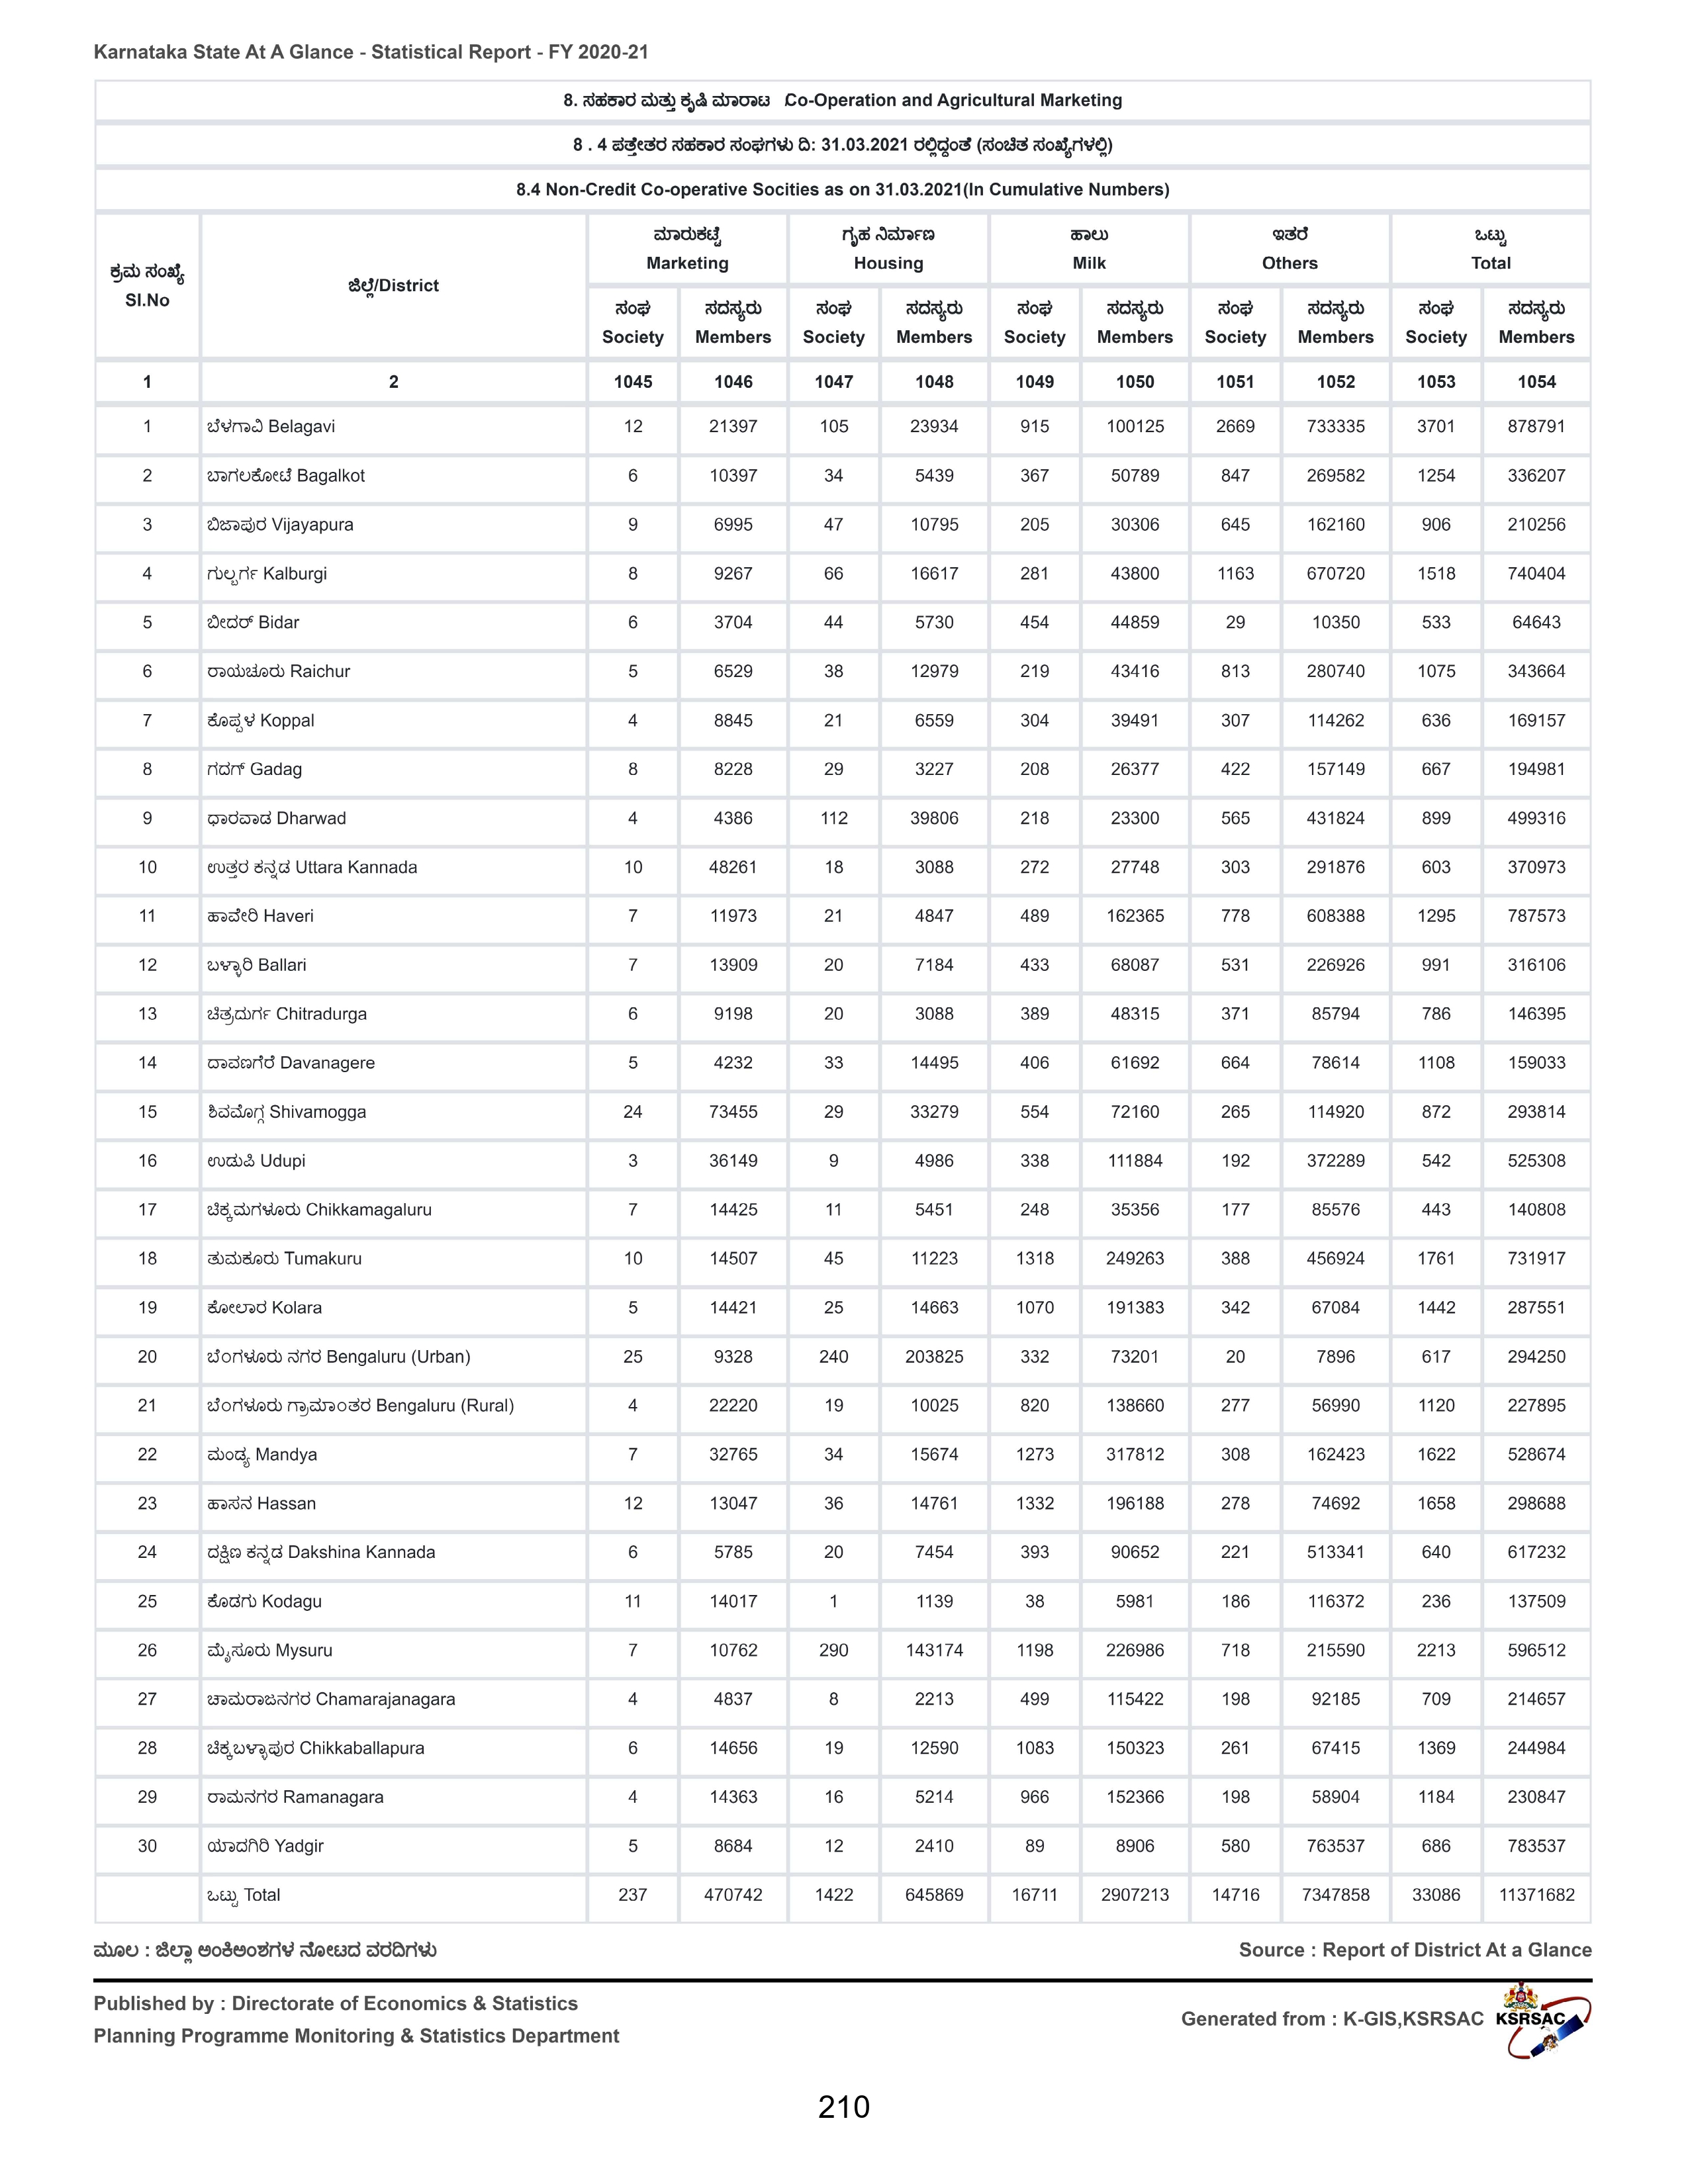 Karnataka State At A Glance - Statistical Report - FY 2020-21
8. ಸಹಕಾರ ಮತ್ತು ಕೃಷಿ ಮಾರಾಟ Co-Operation and Agricultural Marketing
8 . 4 ಪತ್ತೇತರ ಸಹಕಾರ ಸಂಘಗಳು ದಿ: 31.03.2021 ರಲ್ಲಿದ್ದಂತೆ (ಸಂಚಿತ ಸಂಖ್ಯೆಗಳಲ್ಲಿ)
8.4 Non-Credit Co-operative Socities as on 31.03.2021(In Cumulative Numbers)
ಕ್ರಮ ಸಂಖ್ಯೆ Sl.No ಜಿಲ್ಲೆ/District ಮಾರುಕಟ್ಟೆ Marketing ಗೃಹ ನಿರ್ಮಾಣ Housing ಹಾಲು Milk ಇತರೆ Others ಒಟ್ಟು Total
ಸಂಘ ಸದಸ್ಯರು ಸಂಘ ಸದಸ್ಯರು ಸಂಘ ಸದಸ್ಯರು ಸಂಘ ಸದಸ್ಯರು ಸಂಘ ಸದಸ್ಯರು
Society Members Society Members Society Members Society Members Society Members
1 2 1045 1046 1047 1048 1049 1050 1051 1052 1053 1054
1 ಬೆಳಗಾವಿ Belagavi 12 21397 105 23934 915 100125 2669 733335 3701 878791
2 ಬಾಗಲಕೋಟೆ Bagalkot 6 10397 34 5439 367 50789 847 269582 1254 336207
3 ಬಿಜಾಪುರ Vijayapura 9 6995 47 10795 205 30306 645 162160 906 210256
4 ಗುಲ್ಬರ್ಗ Kalburgi 8 9267 66 16617 281 43800 1163 670720 1518 740404
5 ಬೀದರ್ Bidar 6 3704 44 5730 454 44859 29 10350 533 64643
6 ರಾಯಚೂರು Raichur 5 6529 38 12979 219 43416 813 280740 1075 343664
7 ಕೊಪ್ಪಳ Koppal 4 8845 21 6559 304 39491 307 114262 636 169157
8 ಗದಗ್ Gadag 8 8228 29 3227 208 26377 422 157149 667 194981
9 ಧಾರವಾಡ Dharwad 4 4386 112 39806 218 23300 565 431824 899 499316
10 ಉತ್ತರ ಕನ್ನಡ Uttara Kannada 10 48261 18 3088 272 27748 303 291876 603 370973
11 ಹಾವೇರಿ Haveri 7 11973 21 4847 489 162365 778 608388 1295 787573
12 ಬಳ್ಳಾರಿ Ballari 7 13909 20 7184 433 68087 531 226926 991 316106
13 ಚಿತ್ರದುರ್ಗ Chitradurga 6 9198 20 3088 389 48315 371 85794 786 146395
14 ದಾವಣಗೆರೆ Davanagere 5 4232 33 14495 406 61692 664 78614 1108 159033
15 ಶಿವಮೊಗ್ಗ Shivamogga 24 73455 29 33279 554 72160 265 114920 872 293814
16 ಉಡುಪಿ Udupi 3 36149 9 4986 338 111884 192 372289 542 525308
17 ಚಿಕ್ಕಮಗಳೂರು Chikkamagaluru 7 14425 11 5451 248 35356 177 85576 443 140808
18 ತುಮಕೂರು Tumakuru 10 14507 45 11223 1318 249263 388 456924 1761 731917
19 ಕೋಲಾರ Kolara 5 14421 25 14663 1070 191383 342 67084 1442 287551
20 ಬೆಂಗಳೂರು ನಗರ Bengaluru (Urban) 25 9328 240 203825 332 73201 20 7896 617 294250
21 ಬೆಂಗಳೂರು ಗ್ರಾಮಾಂತರ Bengaluru (Rural) 4 22220 19 10025 820 138660 277 56990 1120 227895
22 ಮಂಡ್ಯ Mandya 7 32765 34 15674 1273 317812 308 162423 1622 528674
23 ಹಾಸನ Hassan 12 13047 36 14761 1332 196188 278 74692 1658 298688
24 ದಕ್ಷಿಣ ಕನ್ನಡ Dakshina Kannada 6 5785 20 7454 393 90652 221 513341 640 617232
25 ಕೊಡಗು Kodagu 11 14017 1 1139 38 5981 186 116372 236 137509
26 ಮೈಸೂರು Mysuru 7 10762 290 143174 1198 226986 718 215590 2213 596512
27 ಚಾಮರಾಜನಗರ Chamarajanagara 4 4837 8 2213 499 115422 198 92185 709 214657
28 ಚಿಕ್ಕಬಳ್ಳಾಪುರ Chikkaballapura 6 14656 19 12590 1083 150323 261 67415 1369 244984
29 ರಾಮನಗರ Ramanagara 4 14363 16 5214 966 152366 198 58904 1184 230847
30 ಯಾದಗಿರಿ Yadgir 5 8684 12 2410 89 8906 580 763537 686 783537
ಒಟ್ಟು Total 237 470742 1422 645869 16711 2907213 14716 7347858 33086 11371682
ಮೂಲ : ಜಿಲ್ಲಾ ಅಂಕಿಅಂಶಗಳ ನೋಟದ ವರದಿಗಳು Source : Report of District At a Glance
Published by : Directorate of Economics & Statistics
Planning Programme Monitoring & Statistics Department
Generated from : K-GIS,KSRSAC KSRSAC
210